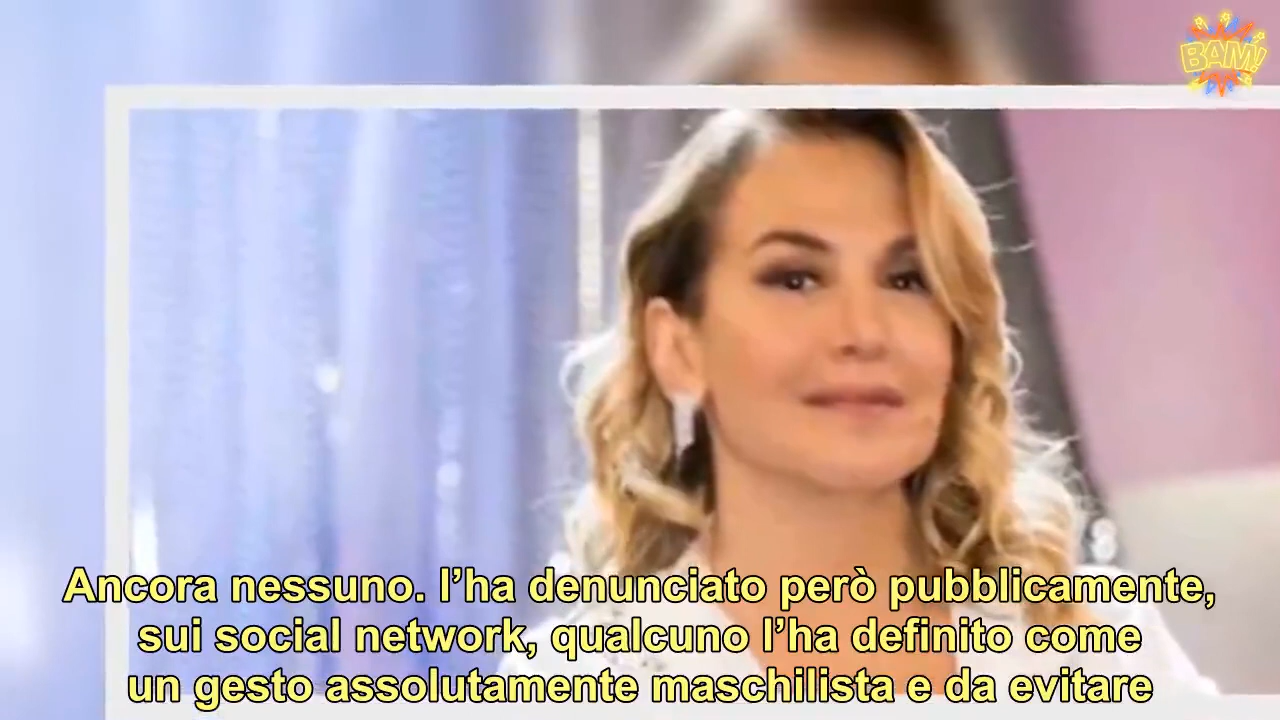 BAM!
Ancora nessuno. l’ha denunciato però pubblicamente,
sui social network, qualcuno l’ha definito come
un gesto assolutamente maschilista e da evitare